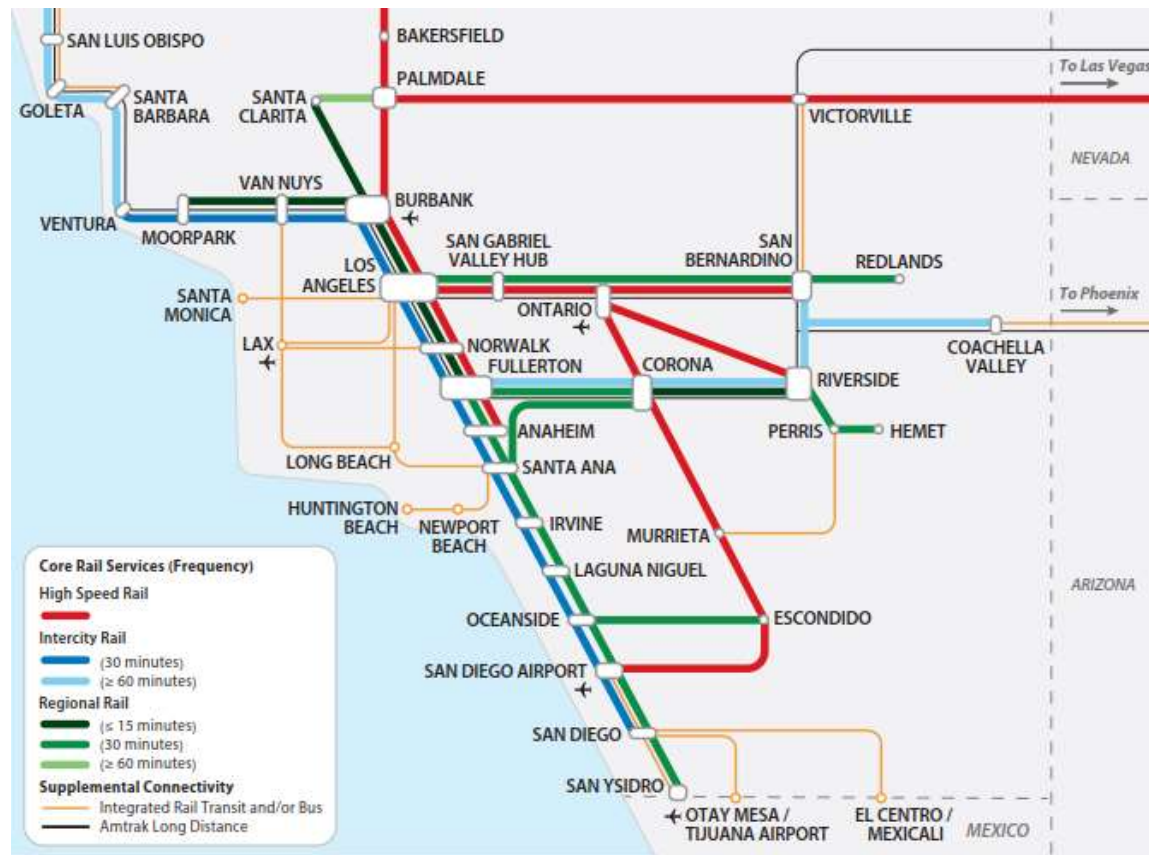 SAN LUIS OBISPO
BAKERSFIELD
PALMDALE
To Las Vegas
GOLETA
SANTA
BARBARA
SANTA
CLARITA
VICTORVILLE
NEVADA
VAN NUYS
BURBANK
VENTURA
MOORPARK
SAN GABRIEL
VALLEY HUB
SAN
BERNARDINO
REDLANDS
LOS
ANGELES
SANTA
MONICA
ONTARIO
To Phoenix
LAX
NORWALK
COACHELLA
VALLEY
FULLERTON
CORONA
RIVERSIDE
ANAHEIM
PERRIS
HEMET
LONG BEACH
SANTA ANA
HUNTINGTON
BEACH
NEWPORT
BEACH
IRVINE
MURRIETA
LAGUNA NIGUEL
ARIZONA
OCEANSIDE
ESCONDIDO
SAN DIEGO AIRPORT
SAN DIEGO
SAN YSIDRO
OTAY MESA /
TIJUANA AIRPORT
EL CENTRO /
MEXICALI
MEXICO
Core Rail Services (Frequency)
High Speed Rail
Intercity Rail
(30 minutes)
(≥ 60 minutes)
Regional Rail
(≤ 15 minutes)
(30 minutes)
(≥ 60 minutes)
Supplemental Connectivity
Integrated Rail Transit and/or Bus
Amtrak Long Distance